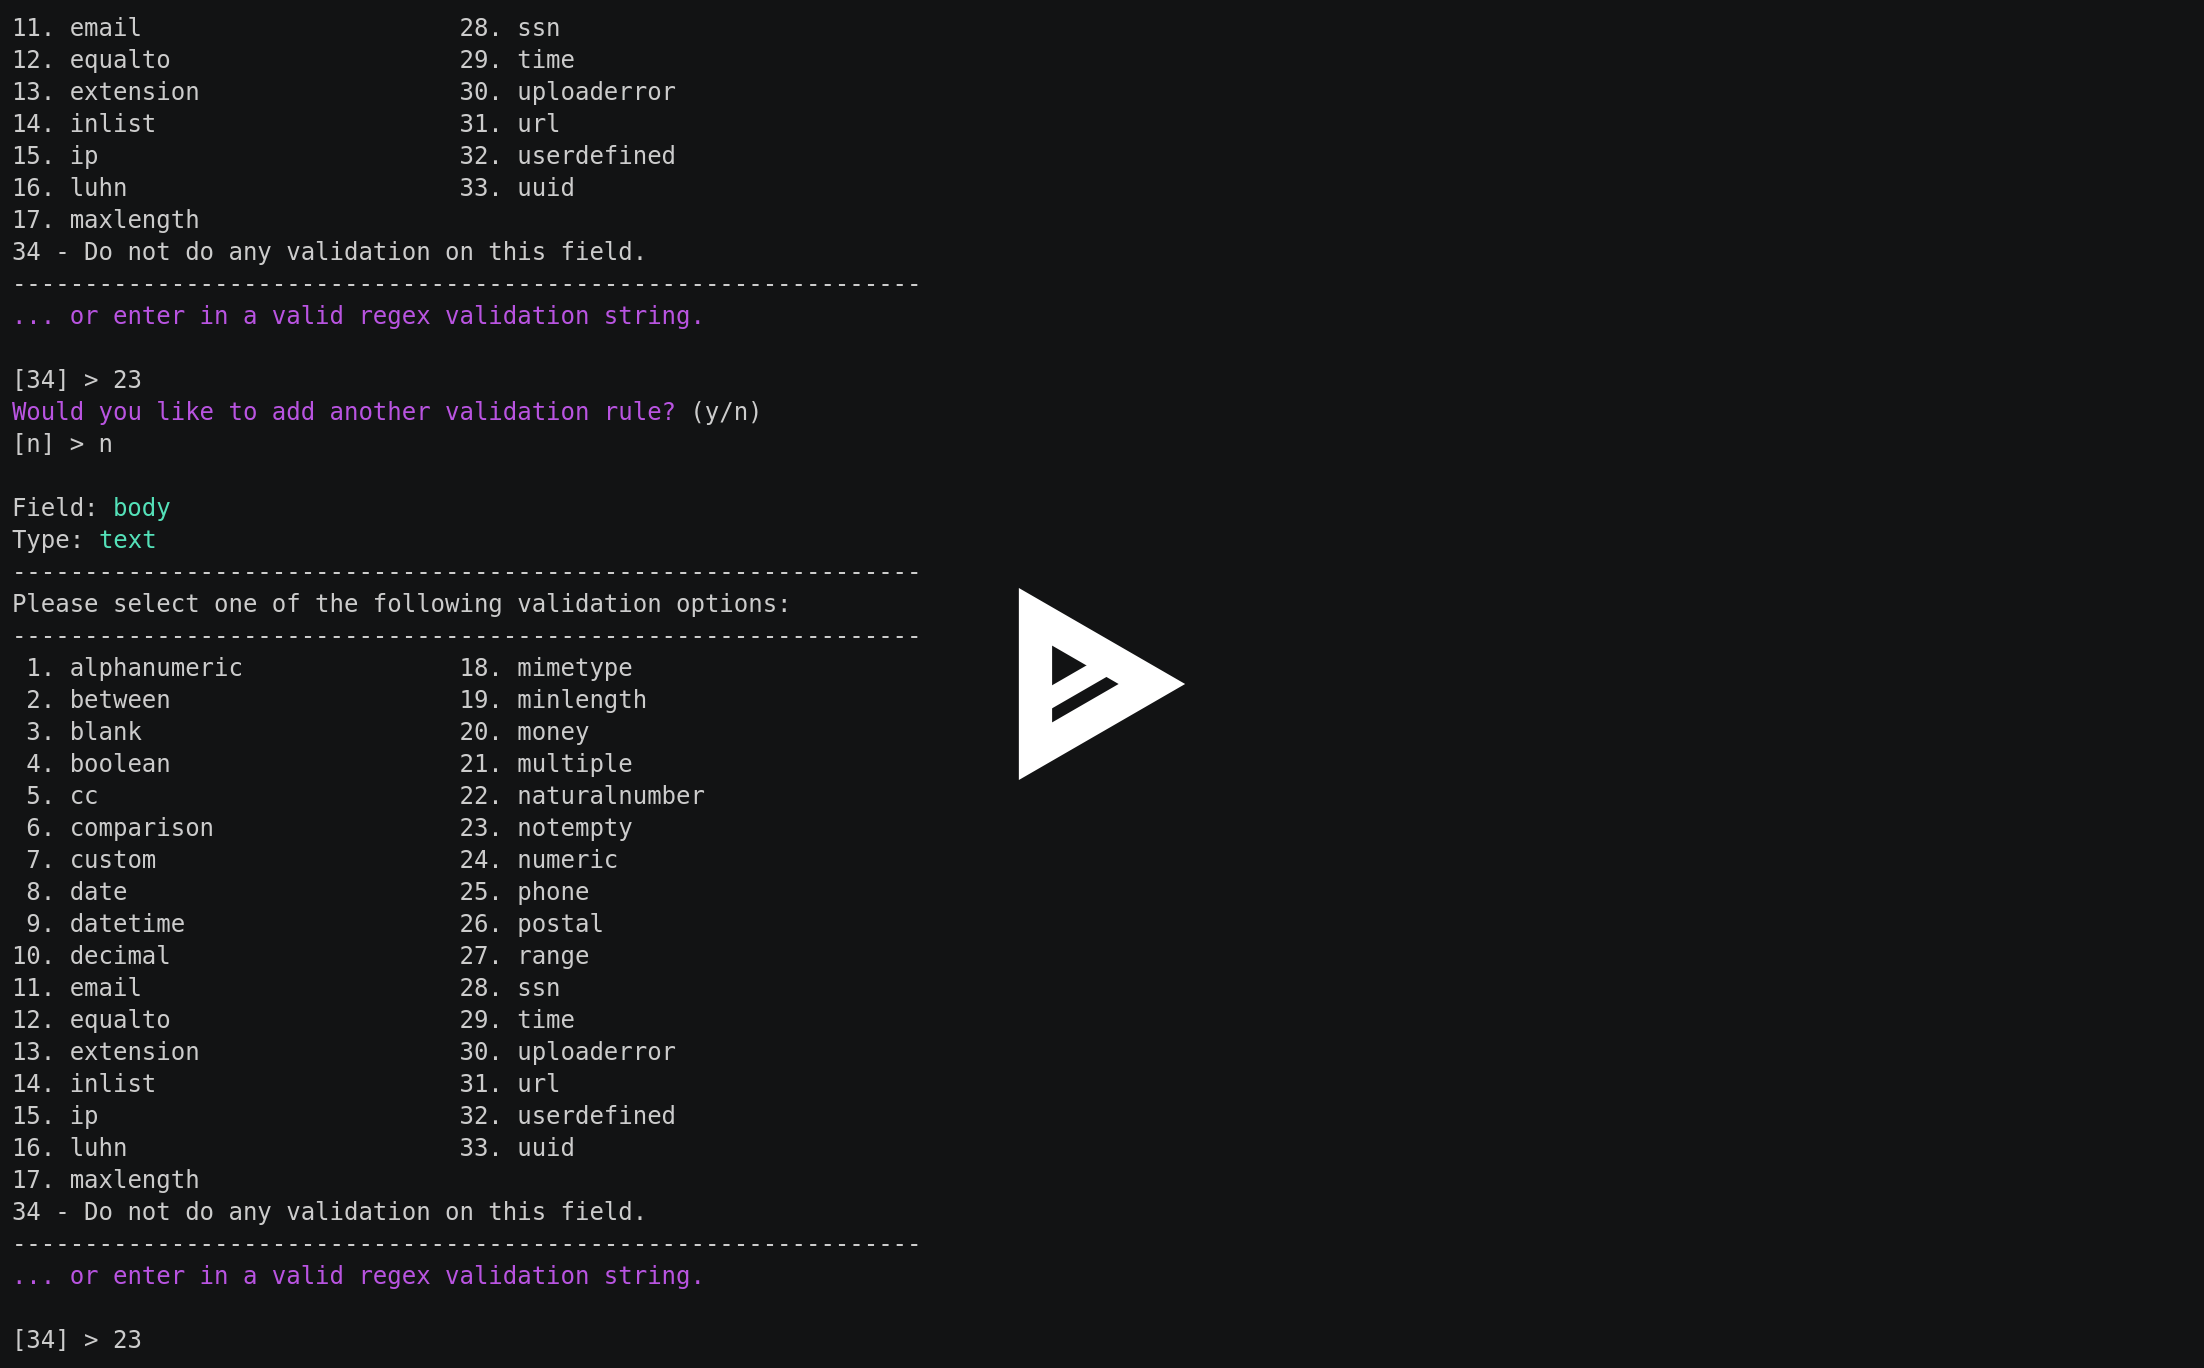 11. email                      28. ssn
12. equalto                    29. time
13. extension                  30. uploaderror
14. inlist                     31. url
15. ip                         32. userdefined
16. luhn                       33. uuid
17. maxlength
34 - Do not do any validation on this field.
---------------------------------------------------------------
... or enter in a valid regex validation string.

[34] > 23
Would you like to add another validation rule? (y/n)
[n] > n

Field: body
Type: text
---------------------------------------------------------------
Please select one of the following validation options:
---------------------------------------------------------------
 1. alphanumeric               18. mimetype
 2. between                    19. minlength
 3. blank                      20. money
 4. boolean                    21. multiple
 5. cc                         22. naturalnumber
 6. comparison                 23. notempty
 7. custom                     24. numeric
 8. date                       25. phone
 9. datetime                   26. postal
10. decimal                    27. range
11. email                      28. ssn
12. equalto                    29. time
13. extension                  30. uploaderror
14. inlist                     31. url
15. ip                         32. userdefined
16. luhn                       33. uuid
17. maxlength
34 - Do not do any validation on this field.
---------------------------------------------------------------
... or enter in a valid regex validation string.

[34] > 23